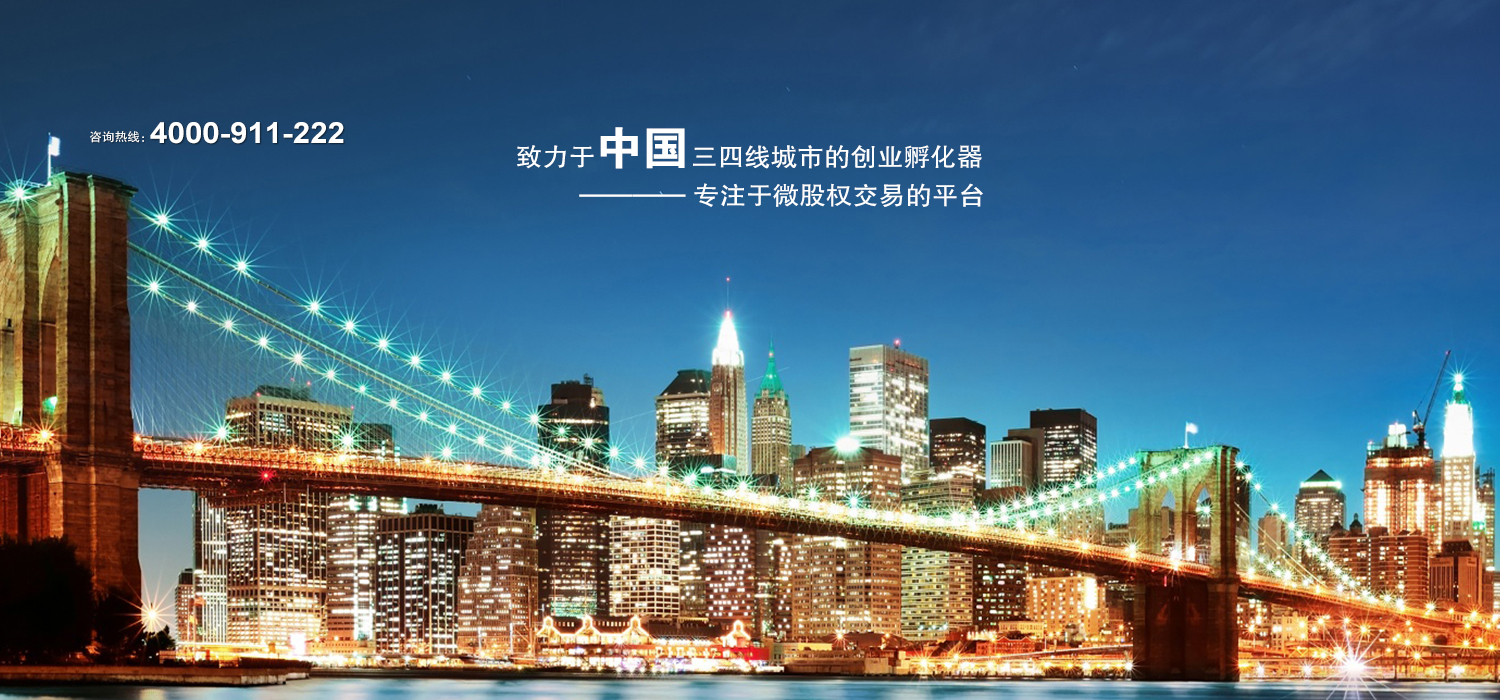 咨询热线：4000-911-222
致力于中国三四线城市的创业孵化器
———— 专注于微股权交易的平台